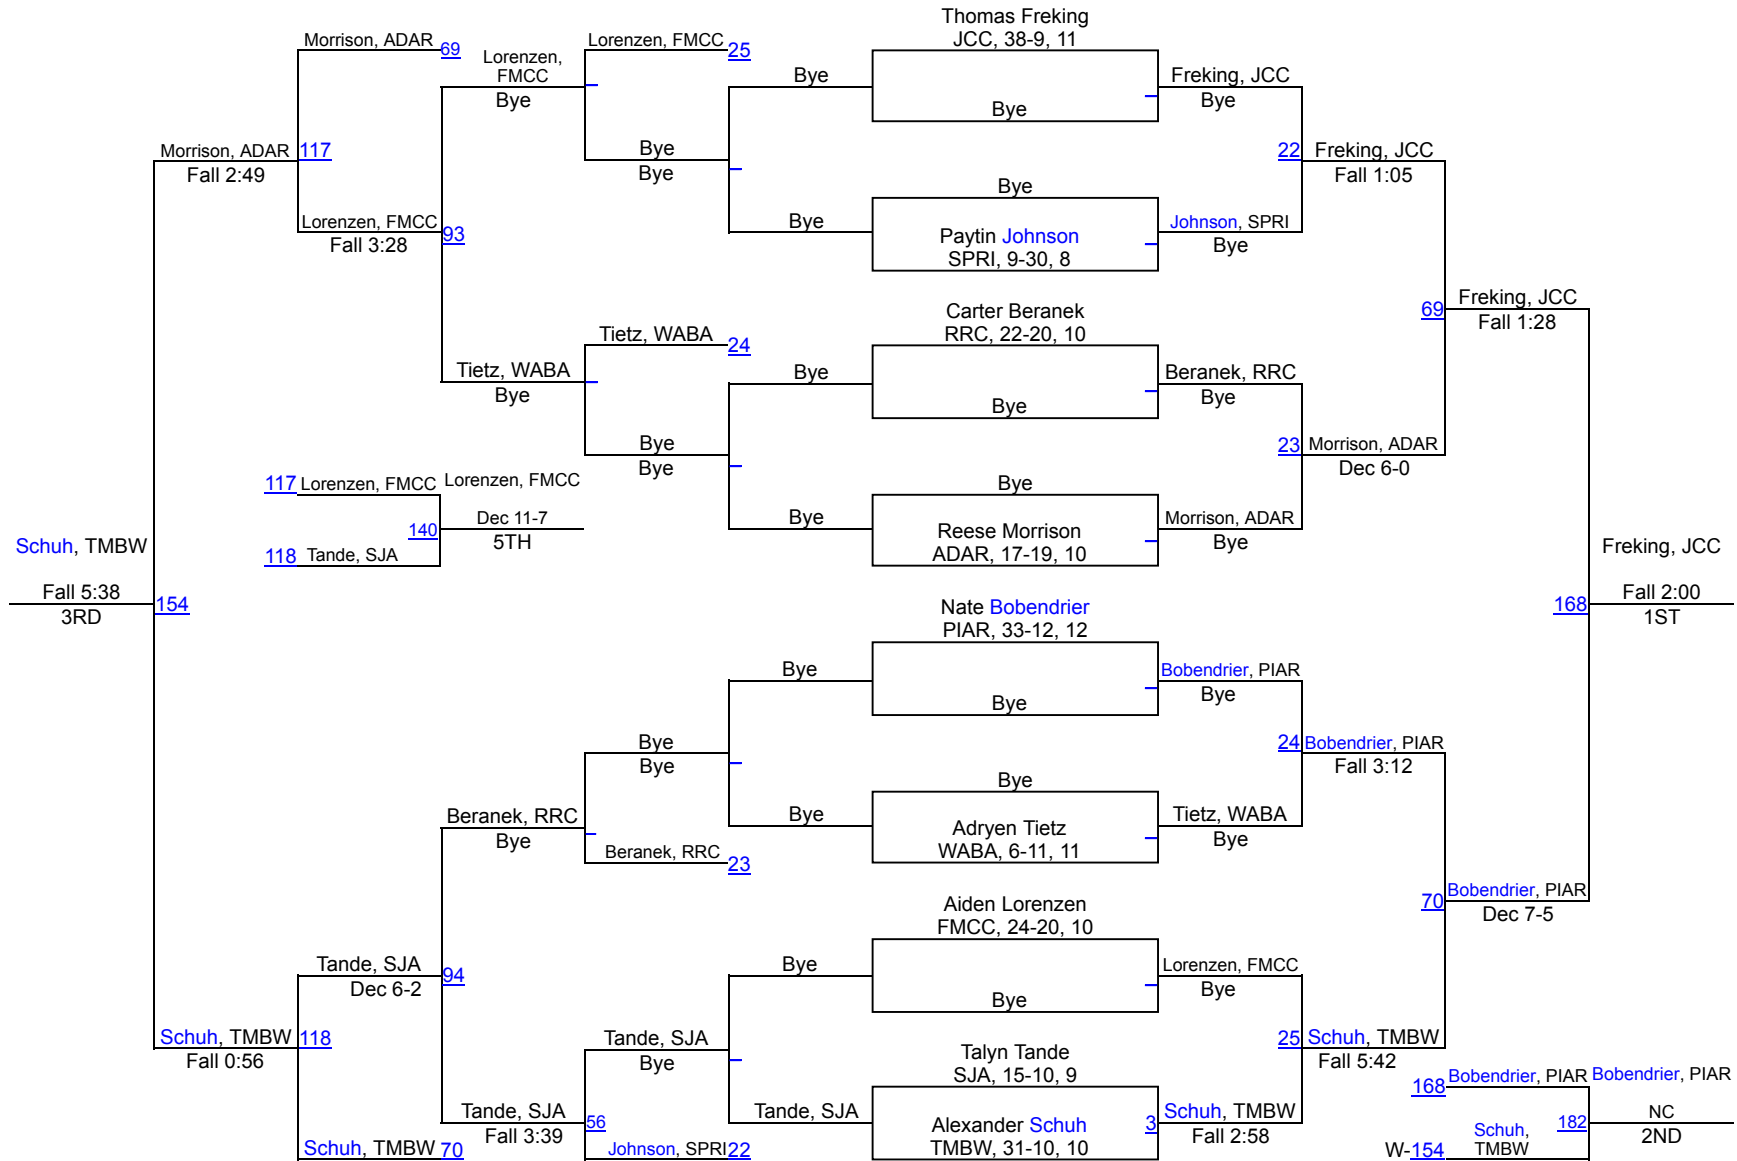 Thomas Freking
JCC, 38-9, 11
Morrison, ADAR 69
Lorenzen, FMCC 25
Lorenzen,
FMCC
Bye
Bye
Freking, JCC
Bye
Bye
Morrison, ADAR 117
Fall 2:49
Bye
Bye
22 Freking, JCC
Fall 1:05
Bye
Lorenzen, FMCC 93
Fall 3:28
Bye
Paytin Johnson
SPRI, 9-30, 8
Johnson, SPRI
Bye
Carter Beranek
RRC, 22-20, 10
69 Freking, JCC
Fall 1:28
Tietz, WABA 24
Tietz, WABA
Bye
Bye
Beranek, RRC
Bye
Bye
Bye
Bye
23 Morrison, ADAR
Dec 6-0
117 Lorenzen, FMCC Lorenzen, FMCC
Bye
140 Dec 11-7
5TH
118 Tande, SJA
Bye
Reese Morrison
ADAR, 17-19, 10
Morrison, ADAR
Bye
Schuh, TMBW
Fall 5:38
3RD
154
Freking, JCC
168 Fall 2:00
1ST
Nate Bobendrier
PIAR, 33-12, 12
Bye
Bobendrier, PIAR
Bye
Bye
Bye
Bye
24 Bobendrier, PIAR
Fall 3:12
Bye
Beranek, RRC
Bye
Bye
Adryen Tietz
WABA, 6-11, 11
Tietz, WABA
Bye
Beranek, RRC 23
Aiden Lorenzen
FMCC, 24-20, 10
70 Bobendrier, PIAR
Dec 7-5
Tande, SJA 94
Dec 6-2
Bye
Lorenzen, FMCC
Bye
Bye
Schuh, TMBW 118
Fall 0:56
Tande, SJA
Bye
25 Schuh, TMBW
Fall 5:42
Talyn Tande
SJA, 15-10, 9
168 Bobendrier, PIAR Bobendrier, PIAR
Tande, SJA 56
Fall 3:39
Tande, SJA
Alexander Schuh
TMBW, 31-10, 10
3 Schuh, TMBW
Fall 2:58
182 NC
2ND
Schuh, TMBW 70
Johnson, SPRI 22
W-154 Schuh,
TMBW